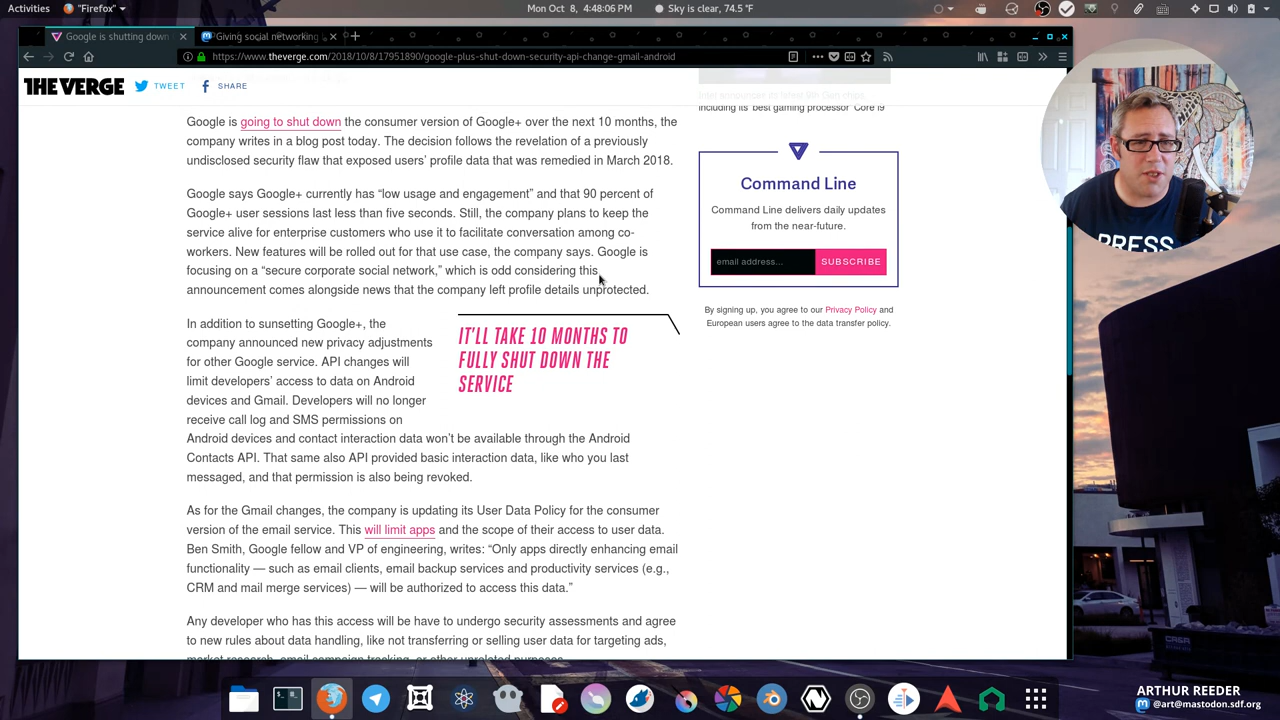 Activities
Firefly
4:48:05 PM
Sky clear, 74.5 °F
Google is shutting down
Giving social networking
https://www.theverge.com/2018/10/8/17951890/google-plus-shut-down-security-api-change-gmail-android
THE VERGE TWEET SHARE
Intel announces its latest 9th Gen chips,
including its ‘best gaming processor’ Core i9
Google is going to shut down the consumer version of Google+ over the next 10 months, the
company writes in a blog post today. The decision follows the revelation of a previously
undisclosed security flaw that exposed users’ profile data that was remedied in March 2018.
Google says Google+ currently has “low usage and engagement” and that 90 percent of
Google+ user sessions last less than five seconds. Still, the company plans to keep the
service alive for enterprise customers who use it to facilitate conversation among co-
workers. New features will be rolled out for that use case, the company says. Google is
focusing on a “secure corporate social network,” which is odd considering this
announcement comes alongside news that the company left profile details unprotected.
In addition to sunsetting Google+, the
company announced new privacy adjustments
for other Google service. API changes will
limit developers’ access to data on Android
devices and Gmail. Developers will no longer
receive call log and SMS permissions on
Android devices and contact interaction data won’t be available through the Android
Contacts API. That same also API provided basic interaction data, like who you last
messaged, and that permission is also being revoked.
IT’LL TAKE 10 MONTHS TO
FULLY SHUT DOWN THE
SERVICE
As for the Gmail changes, the company is updating its User Data Policy for the consumer
version of the email service. This will limit apps and the scope of their access to user data.
Ben Smith, Google fellow and VP of engineering, writes: “Only apps directly enhancing email
functionality — such as email clients, email backup services and productivity services (e.g.,
CRM and mail merge services) — will be authorized to access this data.”
Any developer who has this access will be have to undergo security assessments and agree
to new rules about data handling, like not transferring or selling user data for targeting ads,
market research, email campaign tracking, or other unrelated purposes.
Command Line
Command Line delivers daily updates
from the near-future.
email address...
SUBSCRIBE
By signing up, you agree to our Privacy Policy and
European users agree to the data transfer policy.
PRESS
ARTHUR REEDER
@art@mastodon.sdf.org